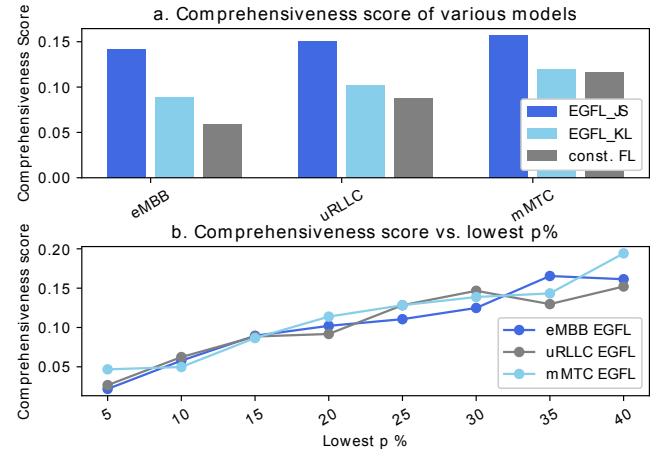 a. Comprehensiveness score of various models
Comprehensiveness Score
0.15
0.10
0.05
0.00
EGFL_JS
EGFL_KL
const. FL
eMBB
uRLLC
mMTC
b. Comprehensiveness score vs. lowest p%
Comprehensiveness score
0.20
0.15
0.10
0.05
eMBB EGFL
uRLLC EGFL
mMTC EGFL
5
10
15
20
25
30
35
40
Lowest p %